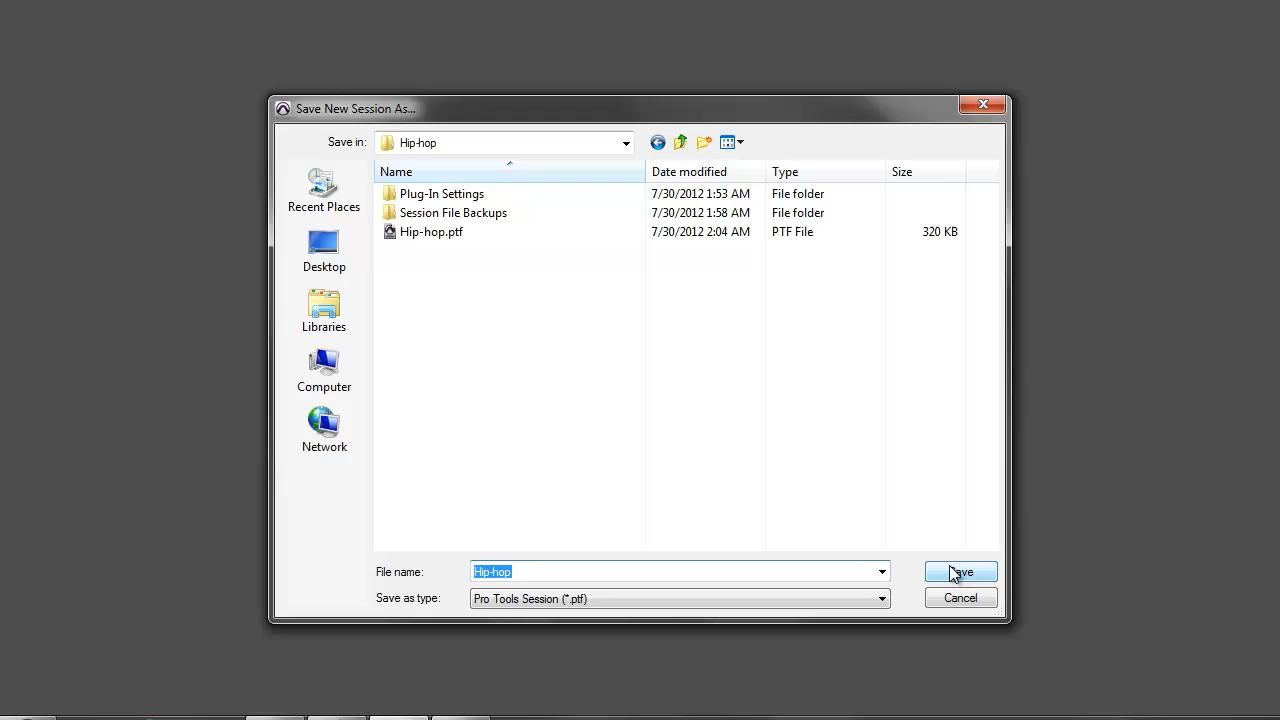 Save New Session As...
Save in: Hip-hop
Name Date modified Type Size
Plug-In Settings 7/30/2012 1:53 AM File folder
Session File Backups 7/30/2012 1:58 AM File folder
Hip-hop.ptf 7/30/2012 2:04 AM PTF File 320 KB
Recent Places
Desktop
Libraries
Computer
Network
File name: Hip-hop
Save as type: Pro Tools Session (*.ptf)
Cancel